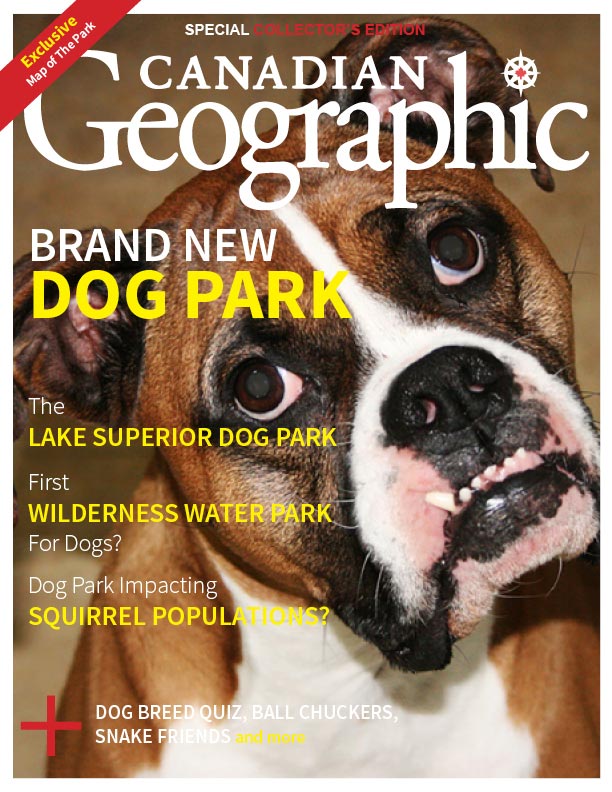 Exclusive
Map of The Park
SPECIAL COLLECTOR'S EDITION
CANADIAN
Geographic
BRAND NEW
DOG PARK
The
LAKE SUPERIOR DOG PARK
First
WILDERNESS WATER PARK
For Dogs?
Dog Park Impacting
SQUIRREL POPULATIONS?
DOG BREED QUIZ, BALL CHUCKERS,
SNAKE FRIENDS and more